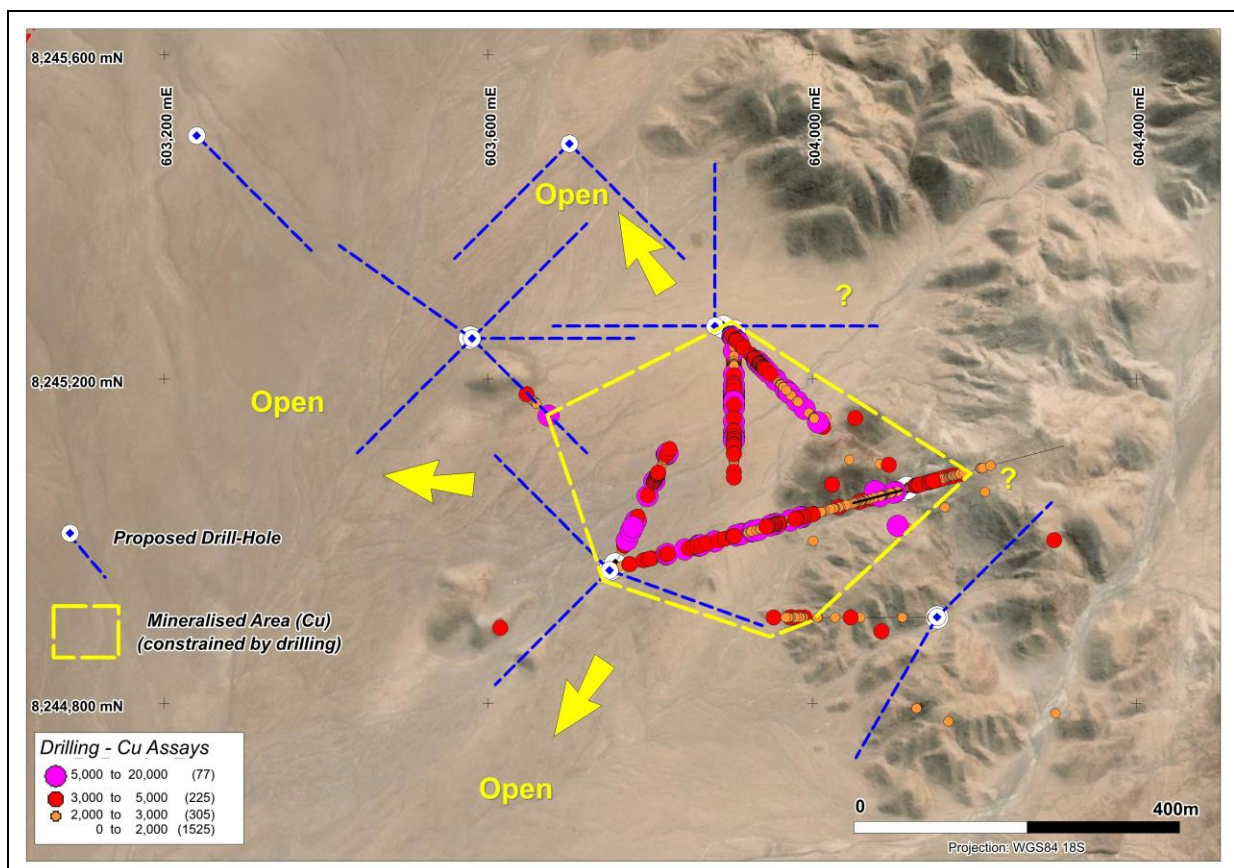 8,245,600 mN
603,200 mE
603,600 mE
604,000 mE
604,400 mE
Open
?
8,245,200 mN
Open
?
Proposed Drill-Hole
Mineralised Area (Cu)
(constrained by drilling)
8,244,800 mN
Open
Drilling - Cu Assays
5,000 to 20,000 (77)
3,000 to 5,000 (225)
2,000 to 3,000 (305)
0 to 2,000 (1525)
0 400m
Projection: WGS84 18S